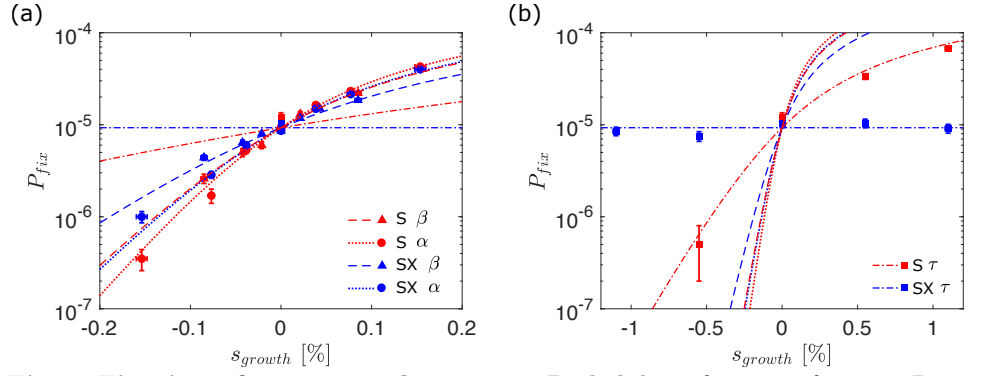 (a)
10^-4
10^-5
10^-6
10^-7
P_fix
-0.2
-0.1
0
0.1
0.2
s_growth [%]
S β
S α
SX β
SX α
(b)
10^-4
10^-5
10^-6
10^-7
P_fix
-1
-0.5
0
0.5
1
s_growth [%]
S τ
SX τ